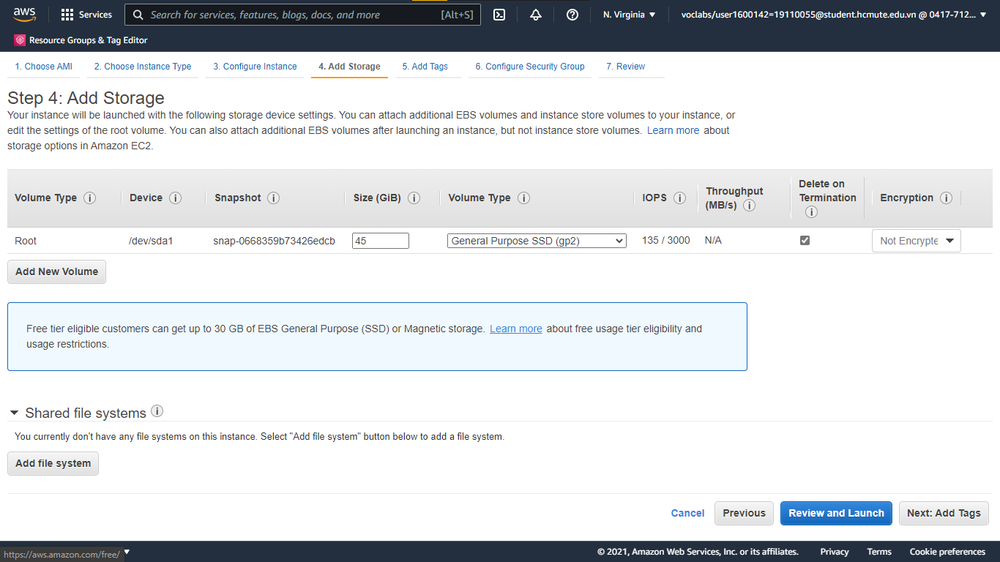 aws
Services
Search for services, features, blogs, docs, and more
[Alt+S]
N. Virginia
voclabs/user1600142=19110055@student.hcmute.edu.vn @ 0417-712...
Resource Groups & Tag Editor
1. Choose AMI
2. Choose Instance Type
3. Configure Instance
4. Add Storage
5. Add Tags
6. Configure Security Group
7. Review
Step 4: Add Storage
Your instance will be launched with the following storage device settings. You can attach additional EBS volumes and instance store volumes to your instance, or
edit the settings of the root volume. You can also attach additional EBS volumes after launching an instance, but not instance store volumes. Learn more about
storage options in Amazon EC2.
Volume Type
Device
Snapshot
Size (GiB)
Volume Type
IOPS
Throughput
(MB/s)
Delete on
Termination
Encryption
Root
/dev/sda1
snap-0668359b73426edcb
45
General Purpose SSD (gp2)
135 / 3000
N/A
Not Encrypte
Add New Volume
Free tier eligible customers can get up to 30 GB of EBS General Purpose (SSD) or Magnetic storage. Learn more about free usage tier eligibility and
usage restrictions.
Shared file systems
You currently don't have any file systems on this instance. Select "Add file system" button below to add a file system.
Add file system
Cancel
Previous
Review and Launch
Next: Add Tags
https://aws.amazon.com/free/
© 2021, Amazon Web Services, Inc. or its affiliates.
Privacy
Terms
Cookie preferences